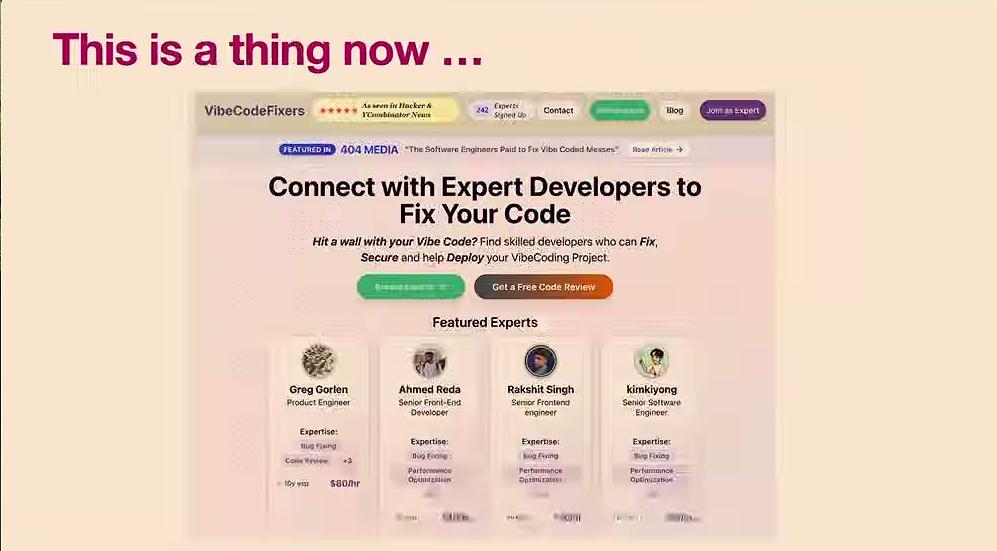 This is a thing now ...
VibeCodeFixers
As seen in Hacker &
YCombinator News
242
Experts
Signed Up
Contact
Blog
Join as Expert
FEATURED IN
404 MEDIA
"The Software Engineers Paid to Fix Vibe Coded Messes"
Read Article →
Connect with Expert Developers to
Fix Your Code
Hit a wall with your Vibe Code? Find skilled developers who can Fix,
Secure and help Deploy your VibeCoding Project.
Get a Free Code Review
Featured Experts
Greg Gorlen
Product Engineer
Expertise:
Bug Fixing
Code Review +3
10y exp $80/hr
Ahmed Reda
Senior Front-End
Developer
Expertise:
Bug Fixing
Performance
Optimization
Rakshit Singh
Senior Frontend
engineer
Expertise:
Bug Fixing
Performance
Optimization
kimkiyong
Senior Software
Engineer
Expertise:
Bug Fixing
Performance
Optimization